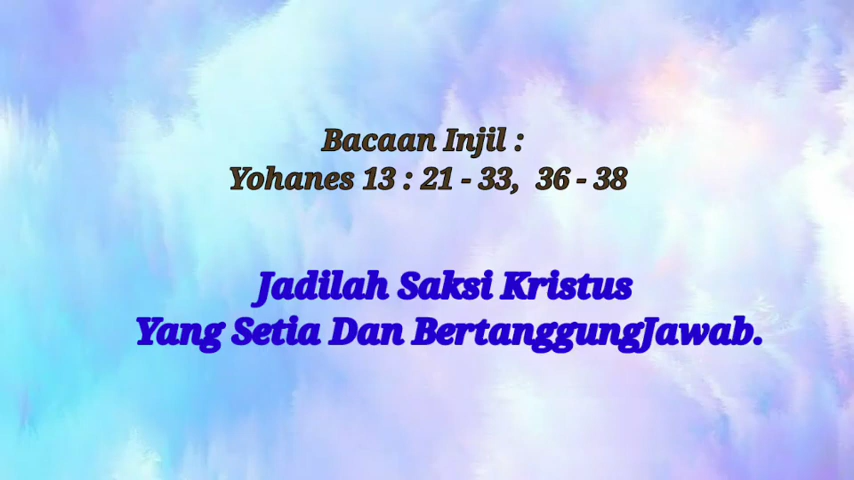 Bacaan Injil :
Yohanes 13 : 21 - 33, 36 - 38
Jadilah Saksi Kristus
Yang Setia Dan BertanggungJawab.